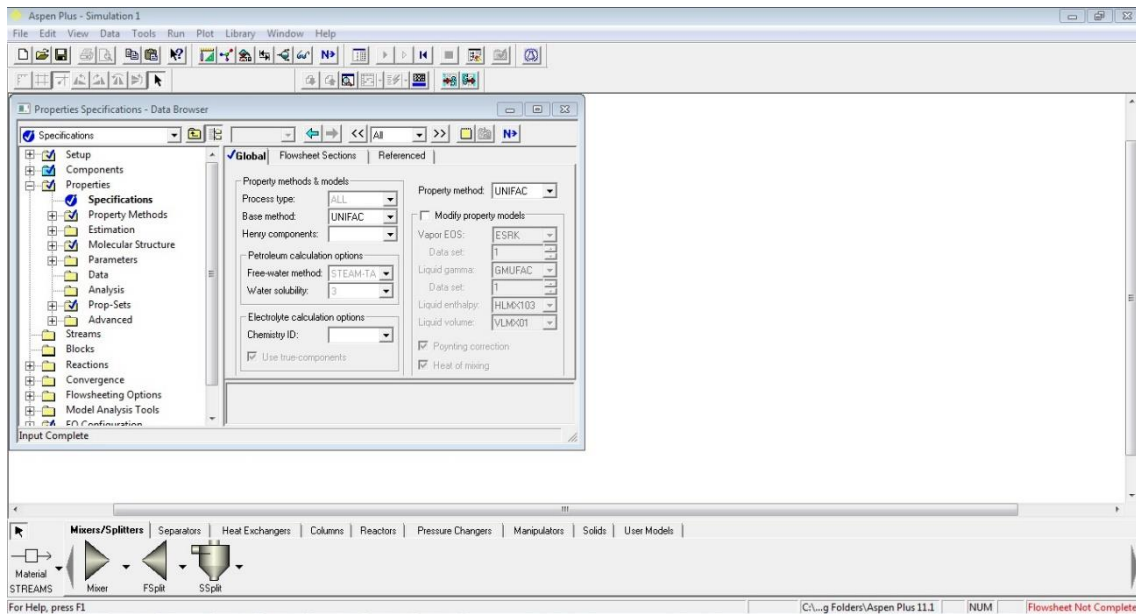 Aspen Plus - Simulation 1
File Edit View Data Tools Run Plot Library Window Help
N>
Properties Specifications - Data Browser
Specifications << All >> N>
Setup
Components
Properties
Specifications
Property Methods
Estimation
Molecular Structure
Parameters
Data
Analysis
Prop-Sets
Advanced
Streams
Blocks
Reactions
Convergence
Flowsheeting Options
Model Analysis Tools
EO Configuration
Global Flowsheet Sections Referenced
Property methods & models
Process type: ALL
Base method: UNIFAC
Henry components:
Petroleum calculation options
Free-water method: STEAM-TA
Water solubility: 3
Electrolyte calculation options
Chemistry ID:
Use true-components
Property method: UNIFAC
Modify property models
Vapor EOS: ESRK
Data set: 1
Liquid gamma: GMUFAC
Data set: 1
Liquid enthalpy: HLMX103
Liquid volume: VLMX01
Poynting correction
Heat of mixing
Input Complete
Mixers/Splitters Separators Heat Exchangers Columns Reactors Pressure Changers Manipulators Solids User Models
Material
STREAMS Mixer FSplit SSplit
For Help, press F1 C:\...g Folders\Aspen Plus 11.1 NUM Flowsheet Not Complete